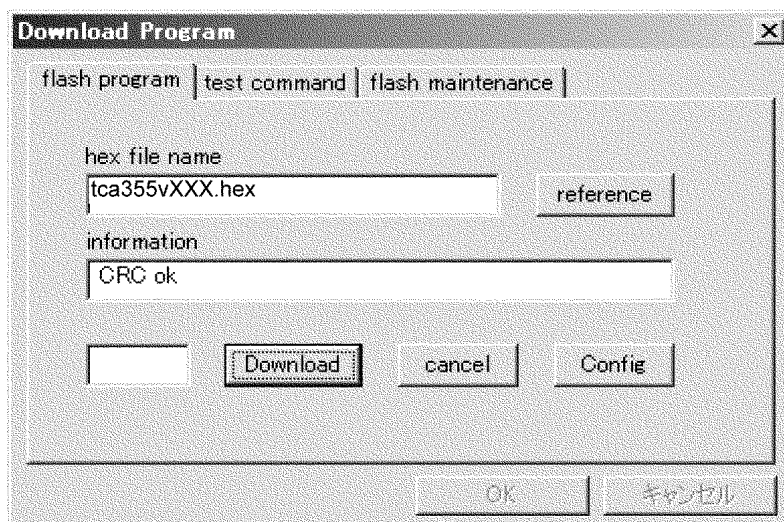 Download Program
flash program test command flash maintenance
hex file name
tca355vXXX.hex
reference
information
CRC ok
Download cancel Config
OK キャンセル